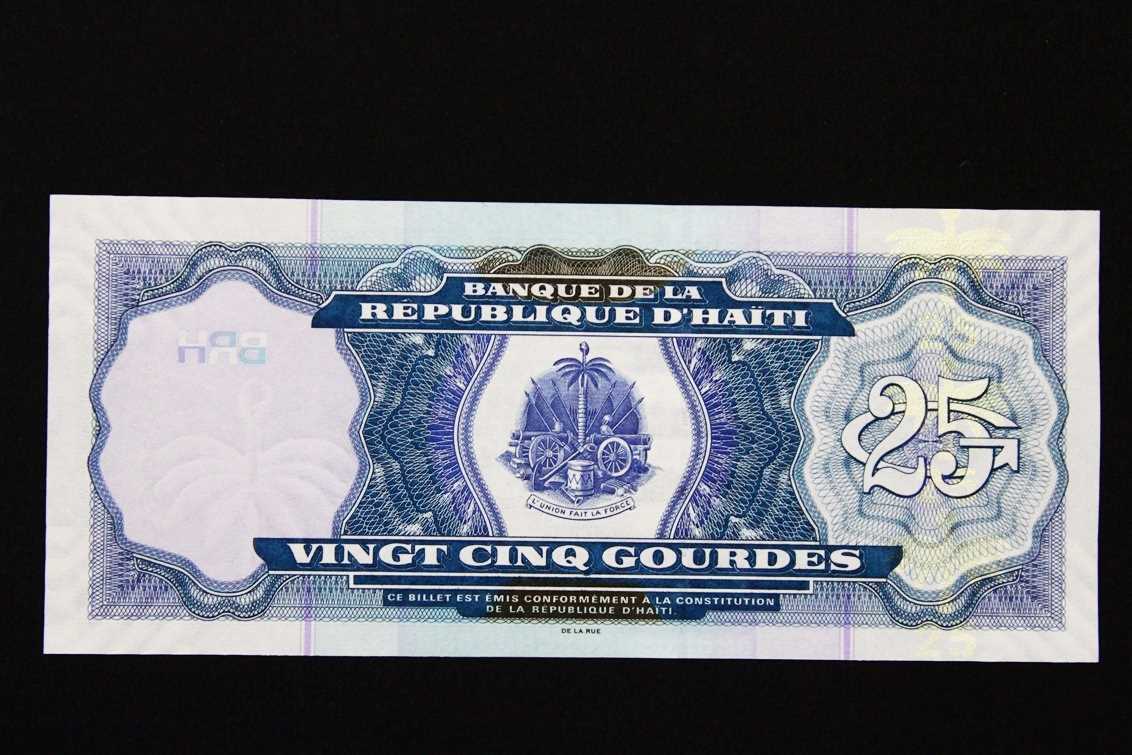 BANQUE DE LA
RÉPUBLIQUE D'HAÏTI
25
L'UNION FAIT LA FORCE
VINGT CINQ GOURDES
CE BILLET EST ÉMIS CONFORMÉMENT À LA CONSTITUTION
DE LA RÉPUBLIQUE D'HAÏTI
DE LA RUE
25